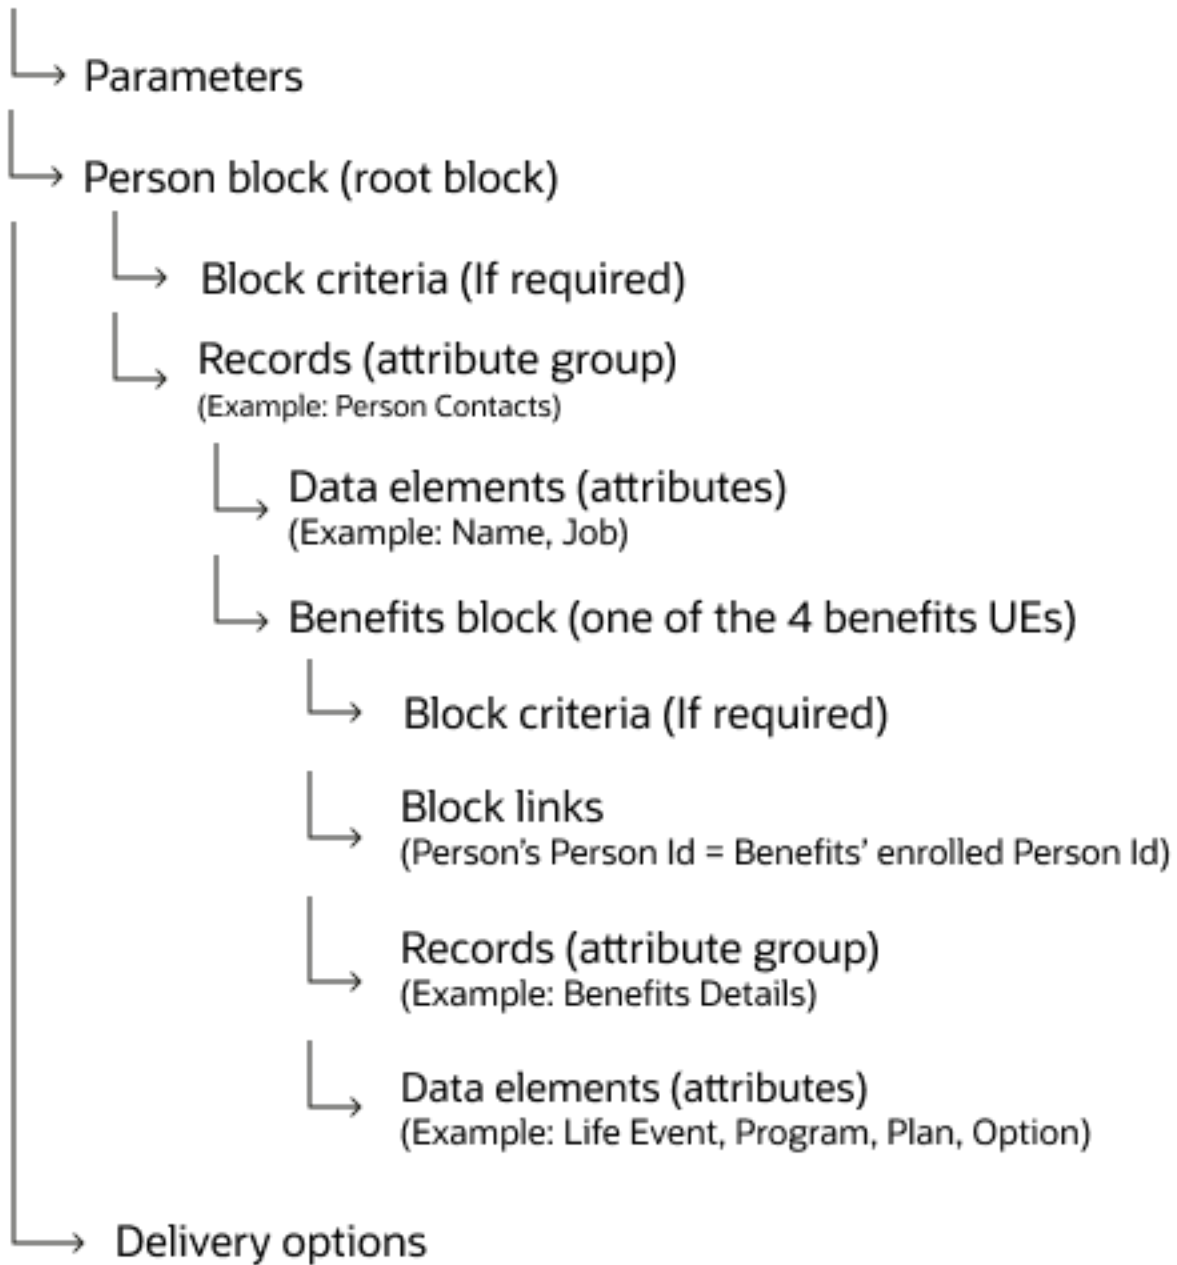 Parameters
Person block (root block)
Block criteria (If required)
Records (attribute group)
(Example: Person Contacts)
Data elements (attributes)
(Example: Name, Job)
Benefits block (one of the 4 benefits UEs)
Block criteria (If required)
Block links
(Person’s Person Id = Benefits’ enrolled Person Id)
Records (attribute group)
(Example: Benefits Details)
Data elements (attributes)
(Example: Life Event, Program, Plan, Option)
Delivery options